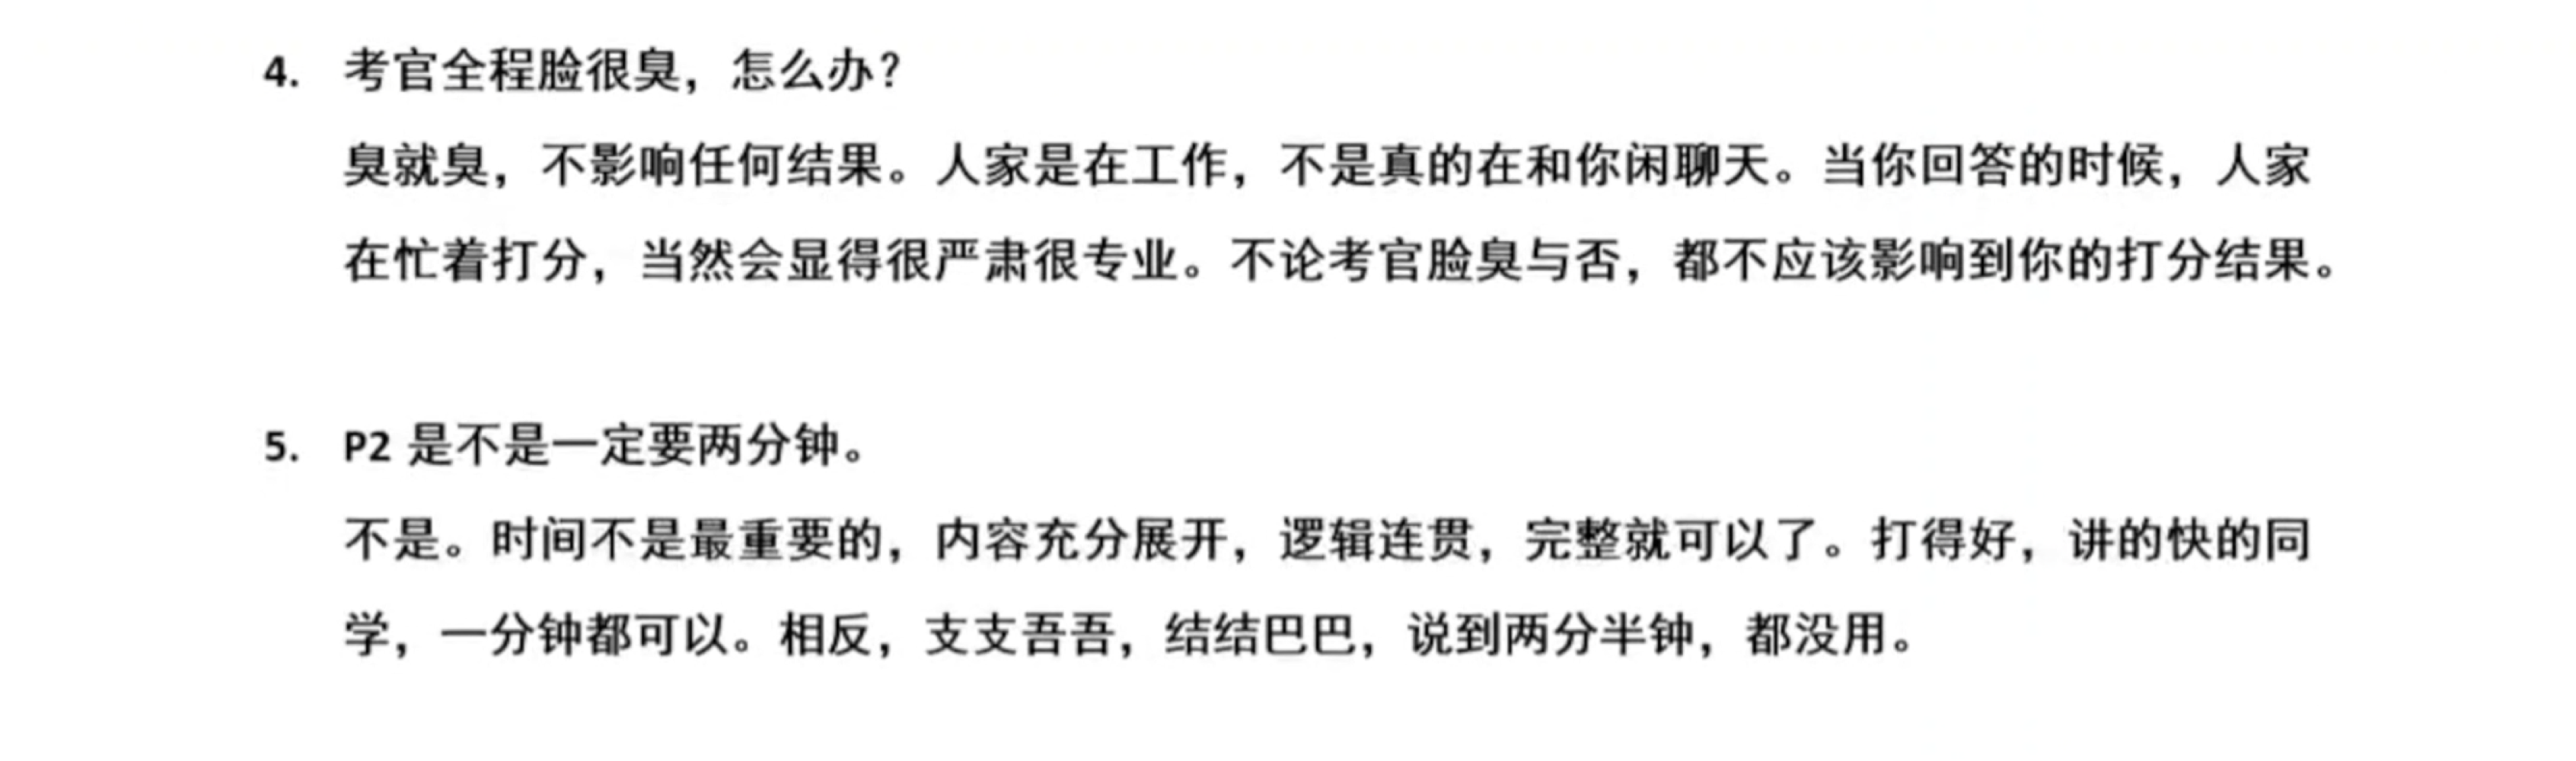 4. 考官全程脸很臭，怎么办？
臭就臭，不影响任何结果。人家是在工作，不是真的在和你闲聊天。当你回答的时候，人家
在忙着打分，当然会显得很严肃很专业。不论考官脸臭与否，都不应该影响到你的打分结果。
5. P2 是不是一定要两分钟。
不是。时间不是最重要的，内容充分展开，逻辑连贯，完整就可以了。打得好，讲的快的同
学，一分钟都可以。相反，支支吾吾，结结巴巴，说到两分半钟，都没用。